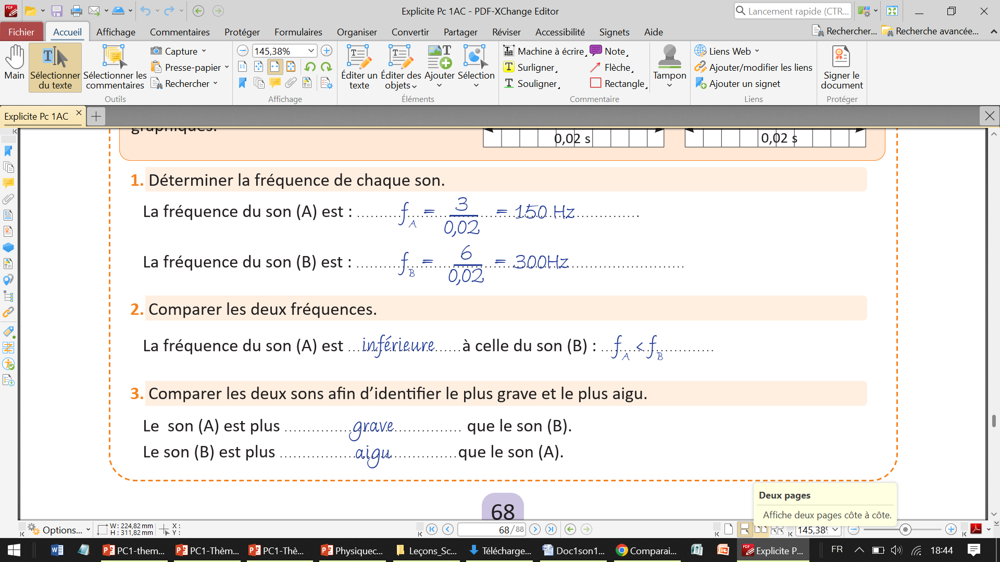 Explicite Pc 1AC - PDF-XChange Editor
Lancement rapide (CTR...
Fichier Accueil Affichage Commentaires Protéger Formulaires Organiser Convertir Partager Réviser Accessibilité Signets Aide
Rechercher... Recherche avancée...
Main
Sélectionner du texte
Sélectionner les commentaires
Capture
Presse-papier
Rechercher
Outils
145,38%
Affichage
Éditer un texte
Éditer des objets
Ajouter
Sélection
Éléments
Machine à écrire
Surligner
Souligner
Note
Flèche
Rectangle
Tampon
Commentaire
Liens Web
Ajouter/modifier les liens
Ajouter un signet
Liens
Signer le document
Protéger
Explicite Pc 1AC
graphiques.
0,02 s 0,02 s
1. Déterminer la fréquence de chaque son.
La fréquence du son (A) est : f_A = 3/0,02 = 150 Hz
La fréquence du son (B) est : f_B = 6/0,02 = 300Hz
2. Comparer les deux fréquences.
La fréquence du son (A) est inférieure à celle du son (B) : f_A < f_B
3. Comparer les deux sons afin d’identifier le plus grave et le plus aigu.
Le son (A) est plus grave que le son (B).
Le son (B) est plus aigu que le son (A).
68
Deux pages
Affiche deux pages côte à côte.
Options...
W : 224,82 mm
H : 311,82 mm
X :
Y :
68 / 88
145,38%
PC1-them... PC1-Thèm... PC1-Thè... Physiquec... Leçons_Sc... Télécharge... Doc1son1... Comparai... Explicite P... FR 18:44